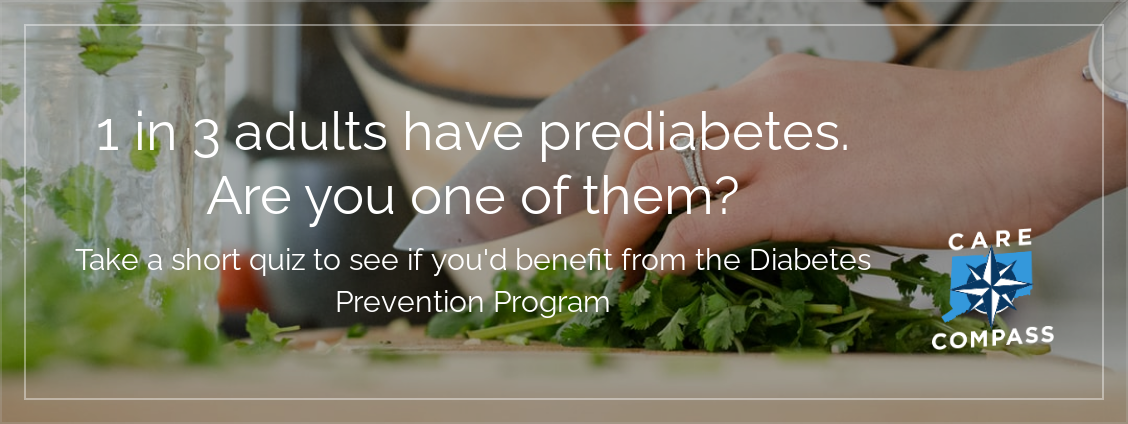 1 in 3 adults have prediabetes.
Are you one of them?
Take a short quiz to see if you'd benefit from the Diabetes
Prevention Program
CARE
COMPASS